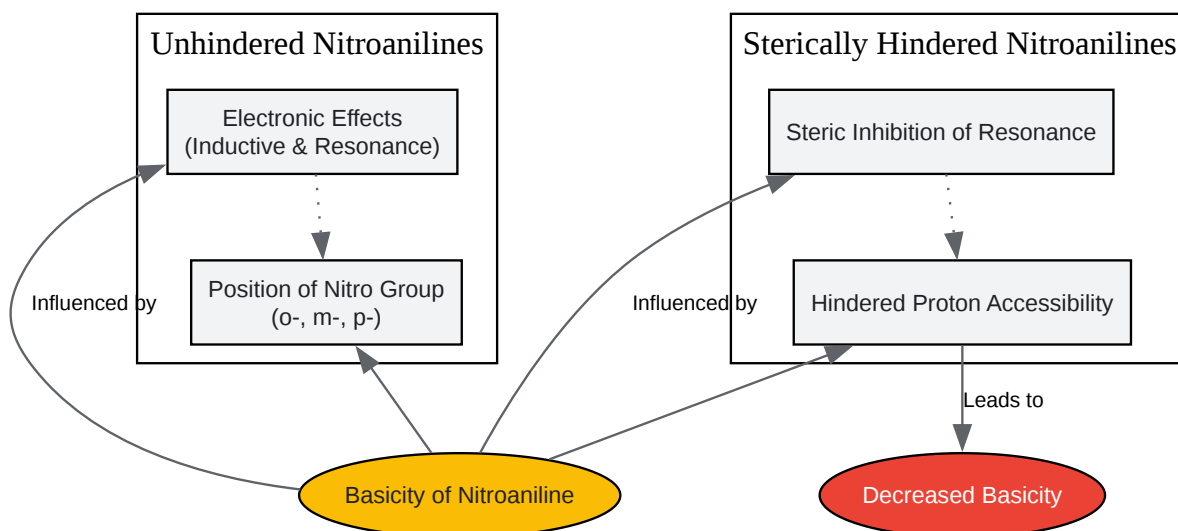 Unhindered Nitroanilines
Electronic Effects
(Inductive & Resonance)
Position of Nitro Group
(o-, m-, p-)
Influenced by
Sterically Hindered Nitroanilines
Steric Inhibition of Resonance
Hindered Proton Accessibility
Influenced by
Leads to
Basicity of Nitroaniline
Decreased Basicity